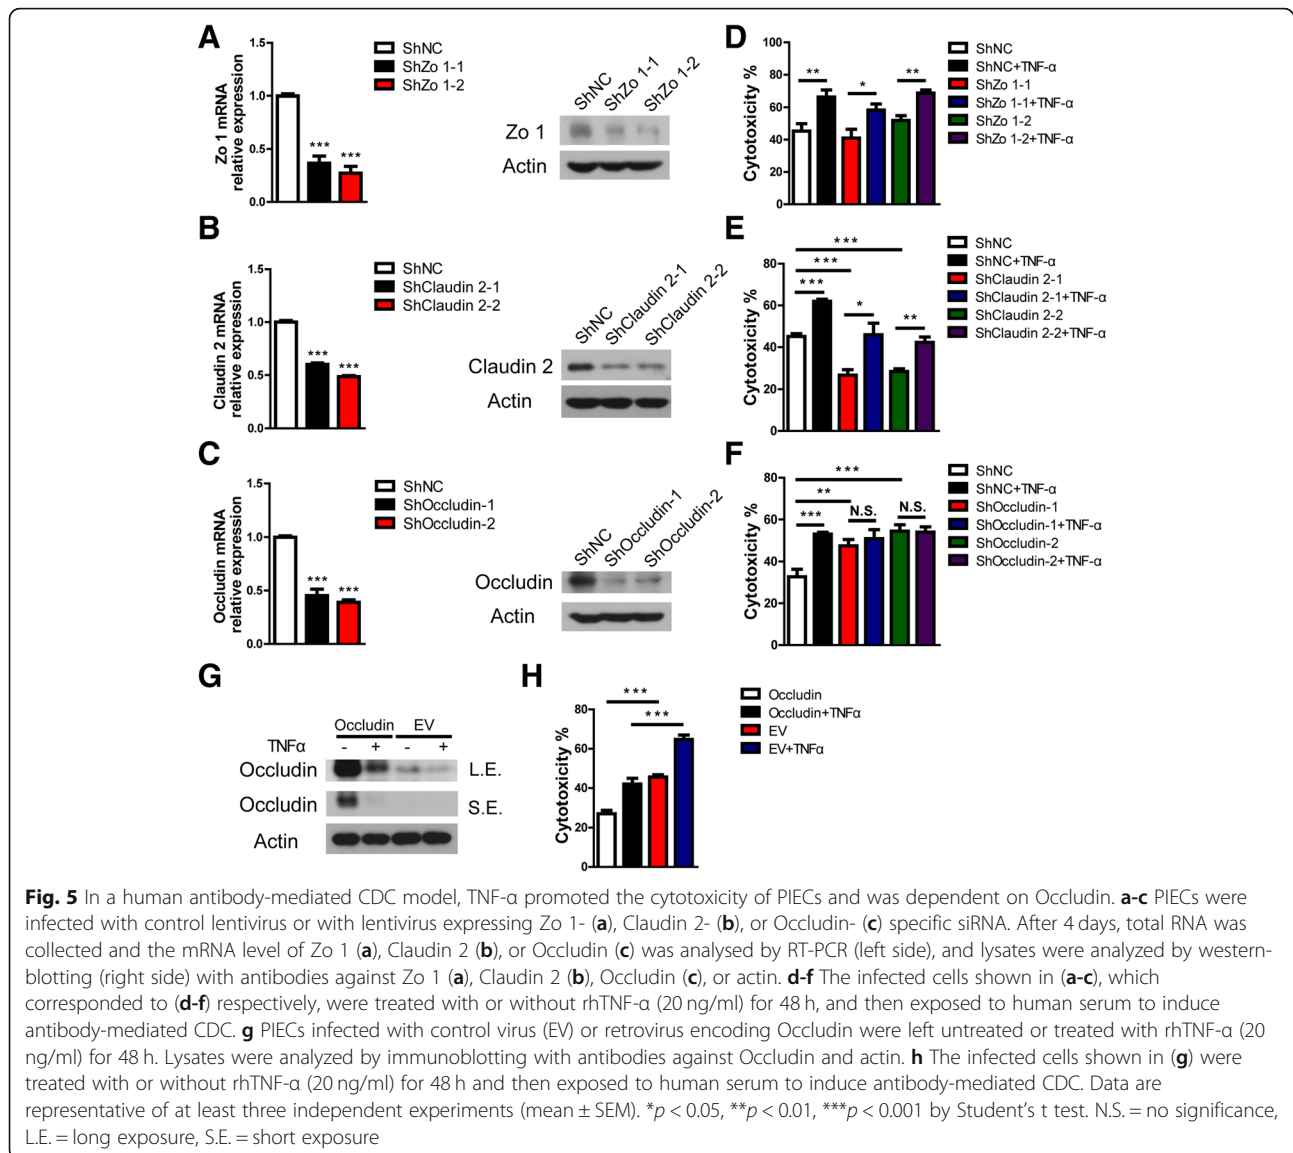 A
Zo 1 mRNA
relative expression
1.5
1.0
0.5
0.0
***
***
ShNC
ShZo 1-1
ShZo 1-2
ShNC
ShZo 1-1
ShZo 1-2
Zo 1
Actin
D
Cytotoxicity %
100
80
60
40
20
0
**
*
**
ShNC
ShNC+TNF-α
ShZo 1-1
ShZo 1-1+TNF-α
ShZo 1-2
ShZo 1-2+TNF-α
B
Claudin 2 mRNA
relative expression
1.5
1.0
0.5
0.0
***
***
ShNC
ShClaudin 2-1
ShClaudin 2-2
ShNC
ShClaudin 2-1
ShClaudin 2-2
Claudin 2
Actin
E
Cytotoxicity %
80
60
40
20
0
***
***
***
*
**
ShNC
ShNC+TNF-α
ShClaudin 2-1
ShClaudin 2-1+TNF-α
ShClaudin 2-2
ShClaudin 2-2+TNF-α
C
Occludin mRNA
relative expression
1.5
1.0
0.5
0.0
***
***
ShNC
ShOccludin-1
ShOccludin-2
ShNC
ShOccludin-1
ShOccludin-2
Occludin
Actin
F
Cytotoxicity %
80
60
40
20
0
***
**
***
N.S.
N.S.
ShNC
ShNC+TNF-α
ShOccludin-1
ShOccludin-1+TNF-α
ShOccludin-2
ShOccludin-2+TNF-α
G
Occludin EV
TNFα - + - +
Occludin L.E.
Occludin S.E.
Actin
H
Cytotoxicity %
80
60
40
20
0
***
***
Occludin
Occludin+TNFα
EV
EV+TNFα
Fig. 5 In a human antibody-mediated CDC model, TNF-α promoted the cytotoxicity of PIECs and was dependent on Occludin. a-c PIECs were
infected with control lentivirus or with lentivirus expressing Zo 1- (a), Claudin 2- (b), or Occludin- (c) specific siRNA. After 4 days, total RNA was
collected and the mRNA level of Zo 1 (a), Claudin 2 (b), or Occludin (c) was analysed by RT-PCR (left side), and lysates were analyzed by western-
blotting (right side) with antibodies against Zo 1 (a), Claudin 2 (b), Occludin (c), or actin. d-f The infected cells shown in (a-c), which
corresponded to (d-f) respectively, were treated with or without rhTNF-α (20 ng/ml) for 48 h, and then exposed to human serum to induce
antibody-mediated CDC. g PIECs infected with control virus (EV) or retrovirus encoding Occludin were left untreated or treated with rhTNF-α (20
ng/ml) for 48 h. Lysates were analyzed by immunoblotting with antibodies against Occludin and actin. h The infected cells shown in (g) were
treated with or without rhTNF-α (20 ng/ml) for 48 h and then exposed to human serum to induce antibody-mediated CDC. Data are
representative of at least three independent experiments (mean ± SEM). *p < 0.05, **p < 0.01, ***p < 0.001 by Student's t test. N.S. = no significance,
L.E. = long exposure, S.E. = short exposure